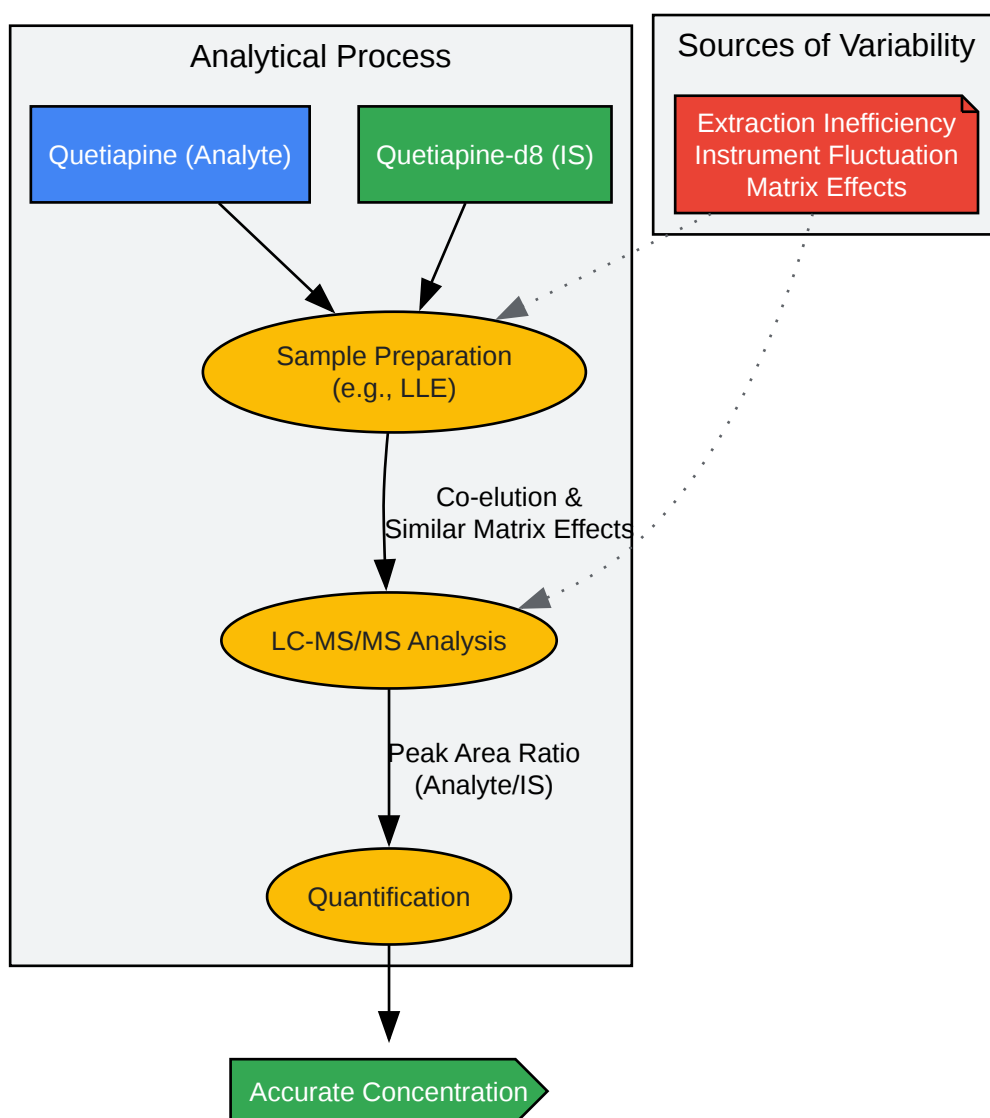 Analytical Process
Sources of Variability
Quetiapine (Analyte)
Quetiapine-d8 (IS)
Extraction Inefficiency
Instrument Fluctuation
Matrix Effects
Sample Preparation
(e.g., LLE)
Co-elution &
Similar Matrix Effects
LC-MS/MS Analysis
Peak Area Ratio
(Analyte/IS)
Quantification
Accurate Concentration